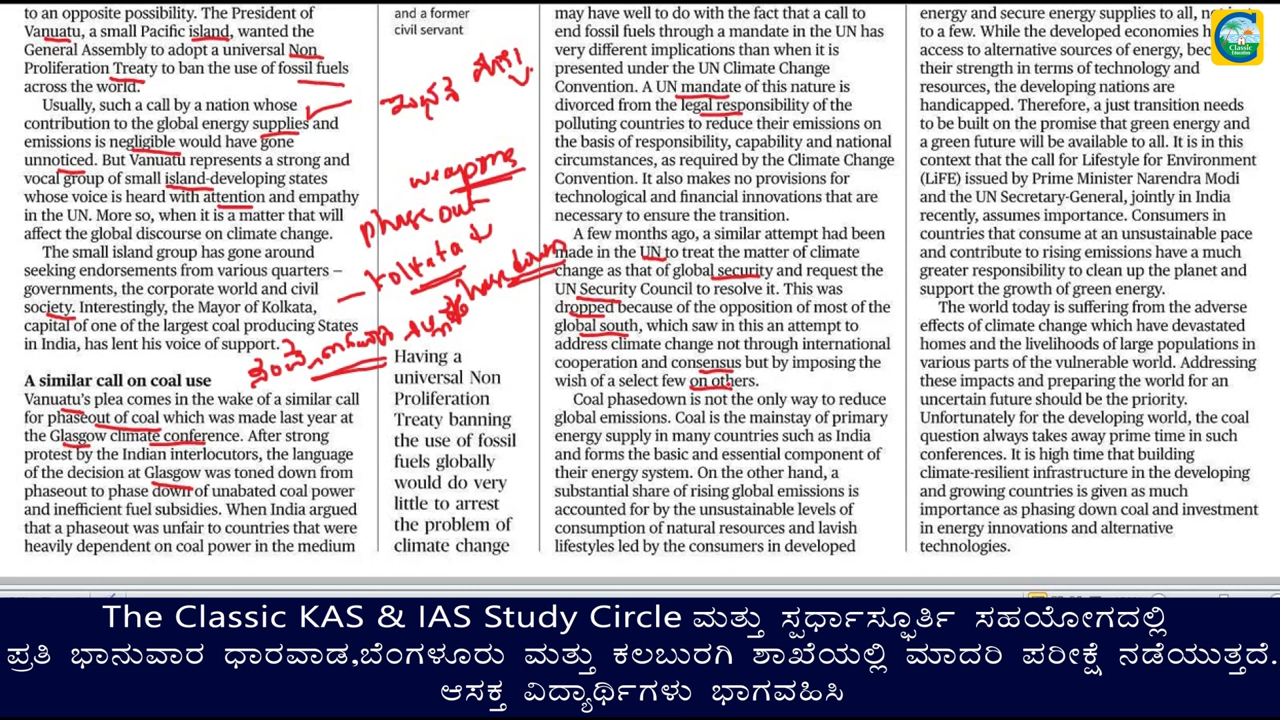 to an opposite possibility. The President of
Vanuatu, a small Pacific island, wanted the
General Assembly to adopt a universal Non
Proliferation Treaty to ban the use of fossil fuels
across the world.
Usually, such a call by a nation whose
contribution to the global energy supplies and
emissions is negligible would have gone
unnoticed. But Vanuatu represents a strong and
vocal group of small island-developing states
whose voice is heard with attention and empathy
in the UN. More so, when it is a matter that will
affect the global discourse on climate change.
The small island group has gone around
seeking endorsements from various quarters –
governments, the corporate world and civil
society. Interestingly, the Mayor of Kolkata,
capital of one of the largest coal producing States
in India, has lent his voice of support.
A similar call on coal use
Vanuatu's plea comes in the wake of a similar call
for phaseout of coal which was made last year at
the Glasgow climate conference. After strong
protest by the Indian interlocutors, the language
of the decision at Glasgow was toned down from
phaseout to phase down of unabated coal power
and inefficient fuel subsidies. When India argued
that a phaseout was unfair to countries that were
heavily dependent on coal power in the medium
and a former
civil servant
weapons
phase out
kolkata
phase down
Having a
universal Non
Proliferation
Treaty banning
the use of fossil
fuels globally
would do very
little to arrest
the problem of
climate change
may have well to do with the fact that a call to
end fossil fuels through a mandate in the UN has
very different implications than when it is
presented under the UN Climate Change
Convention. A UN mandate of this nature is
divorced from the legal responsibility of the
polluting countries to reduce their emissions on
the basis of responsibility, capability and national
circumstances, as required by the Climate Change
Convention. It also makes no provisions for
technological and financial innovations that are
necessary to ensure the transition.
A few months ago, a similar attempt had been
made in the UN to treat the matter of climate
change as that of global security and request the
UN Security Council to resolve it. This was
dropped because of the opposition of most of the
global south, which saw in this an attempt to
address climate change not through international
cooperation and consensus but by imposing the
wish of a select few on others.
Coal phasedown is not the only way to reduce
global emissions. Coal is the mainstay of primary
energy supply in many countries such as India
and forms the basic and essential component of
their energy system. On the other hand, a
substantial share of rising global emissions is
accounted for by the unsustainable levels of
consumption of natural resources and lavish
lifestyles led by the consumers in developed
energy and secure energy supplies to all, not
to a few. While the developed economies
access to alternative sources of energy,
their strength in terms of technology and
resources, the developing nations are
handicapped. Therefore, a just transition needs
to be built on the promise that green energy and
a green future will be available to all. It is in this
context that the call for Lifestyle for Environment
(LiFE) issued by Prime Minister Narendra Modi
and the UN Secretary-General, jointly in India
recently, assumes importance. Consumers in
countries that consume at an unsustainable pace
and contribute to rising emissions have a much
greater responsibility to clean up the planet and
support the growth of green energy.
The world today is suffering from the adverse
effects of climate change which have devastated
homes and the livelihoods of large populations in
various parts of the vulnerable world. Addressing
these impacts and preparing the world for an
uncertain future should be the priority.
Unfortunately for the developing world, the coal
question always takes away prime time in such
conferences. It is high time that building
climate-resilient infrastructure in the developing
and growing countries is given as much
importance as phasing down coal and investment
in energy innovations and alternative
technologies.
Classic
Education
The Classic KAS & IAS Study Circle ಮತ್ತು ಸ್ಪರ್ಧಾಸ್ಫೂರ್ತಿ ಸಹಯೋಗದಲ್ಲಿ
ಪ್ರತಿ ಭಾನುವಾರ ಧಾರವಾಡ,ಬೆಂಗಳೂರು ಮತ್ತು ಕಲಬುರಗಿ ಶಾಖೆಯಲ್ಲಿ ಮಾದರಿ ಪರೀಕ್ಷೆ ನಡೆಯುತ್ತದೆ.
ಆಸಕ್ತ ವಿದ್ಯಾರ್ಥಿಗಳು ಭಾಗವಹಿಸಿ